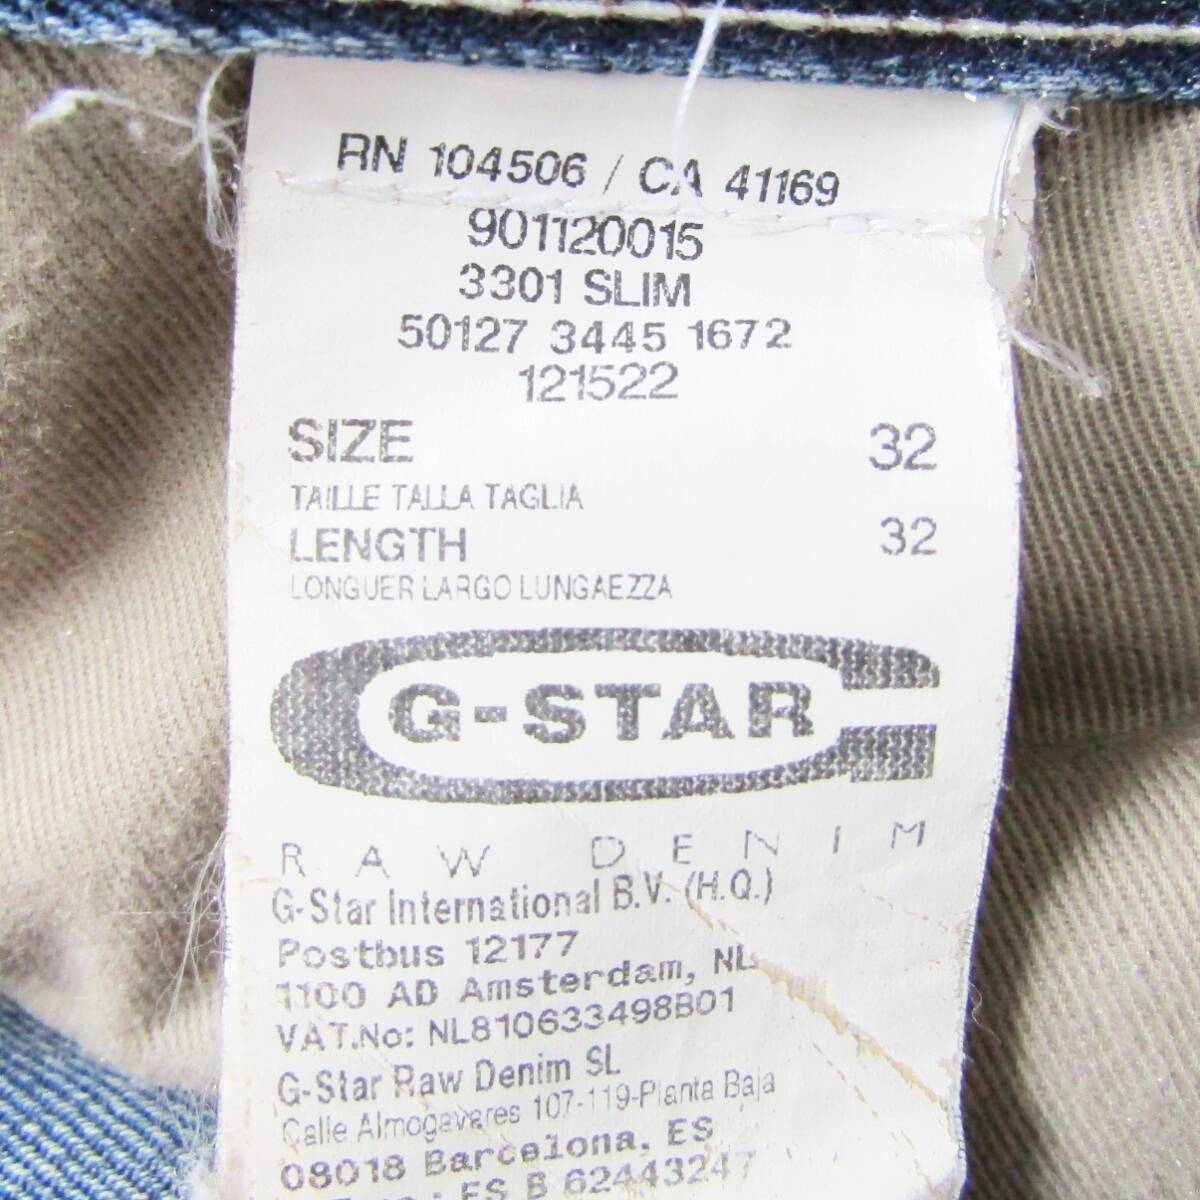 RN 104506 / CA 41169
901120015
3301 SLIM
50127 3445 1672
121522
SIZE 32
TAILLE TALLA TAGLIA
LENGTH 32
LONGUER LARGO LUNGAEZZA
G-STAR
RAW DENIM
G-Star International B.V. (H.Q.)
Postbus 12177
1100 AD Amsterdam, NL
VAT.No: NL810633498B01
G-Star Raw Denim SL
Calle Almogavares 107-119-Planta Baja
08018 Barcelona, ES
: ES B 62443247